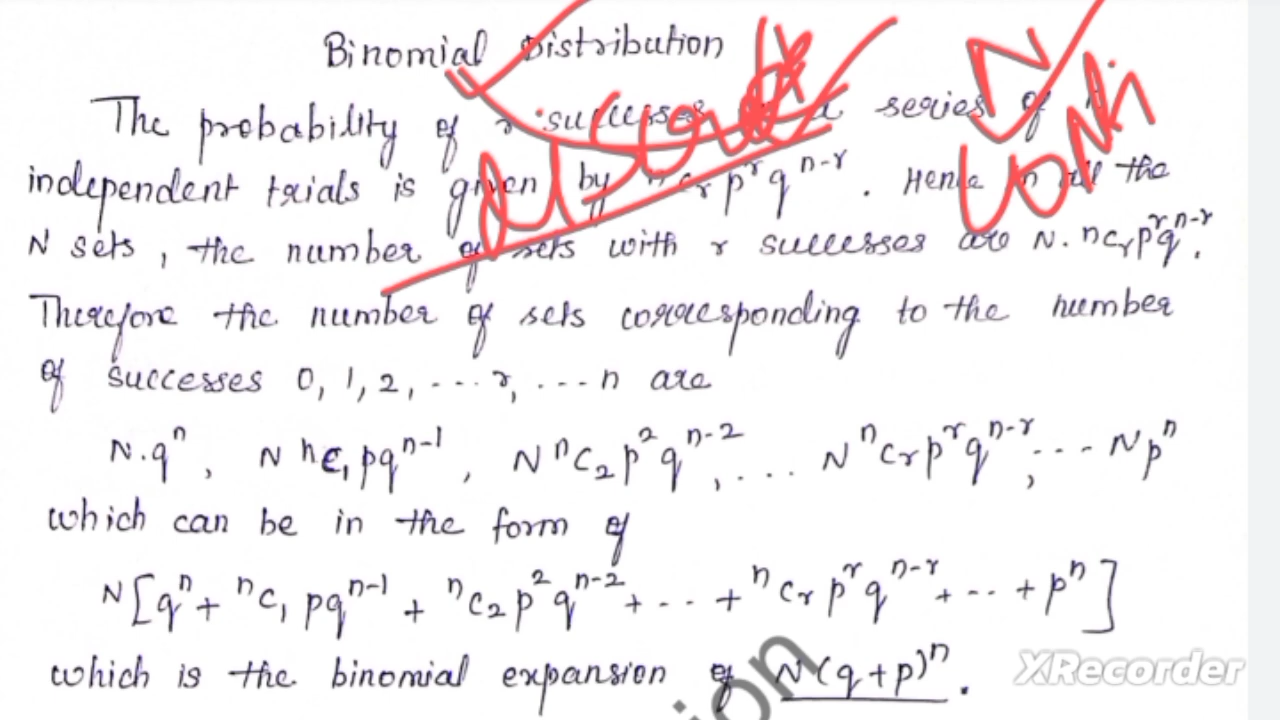 Binomial Distribution
The probability of r successes in a series of n
independent trials is given by ⁿCᵣ pʳ qⁿ⁻ʳ. Hence in all the
N sets, the number of sets with r successes are N. ⁿCᵣ pʳ qⁿ⁻ʳ.
Therefore the number of sets corresponding to the number
of successes 0, 1, 2, --- r, ... n are
N.qⁿ, N ⁿC₁ pqⁿ⁻¹, N ⁿC₂ p² qⁿ⁻², .... N ⁿCᵣ pʳ qⁿ⁻ʳ, --- Npⁿ
which can be in the form of
N[qⁿ + ⁿC₁ pqⁿ⁻¹ + ⁿC₂ p² qⁿ⁻² + ... + ⁿCᵣ pʳ qⁿ⁻ʳ + ... + pⁿ]
which is the binomial expansion of N(q+p)ⁿ.
N
conti
XRecorder